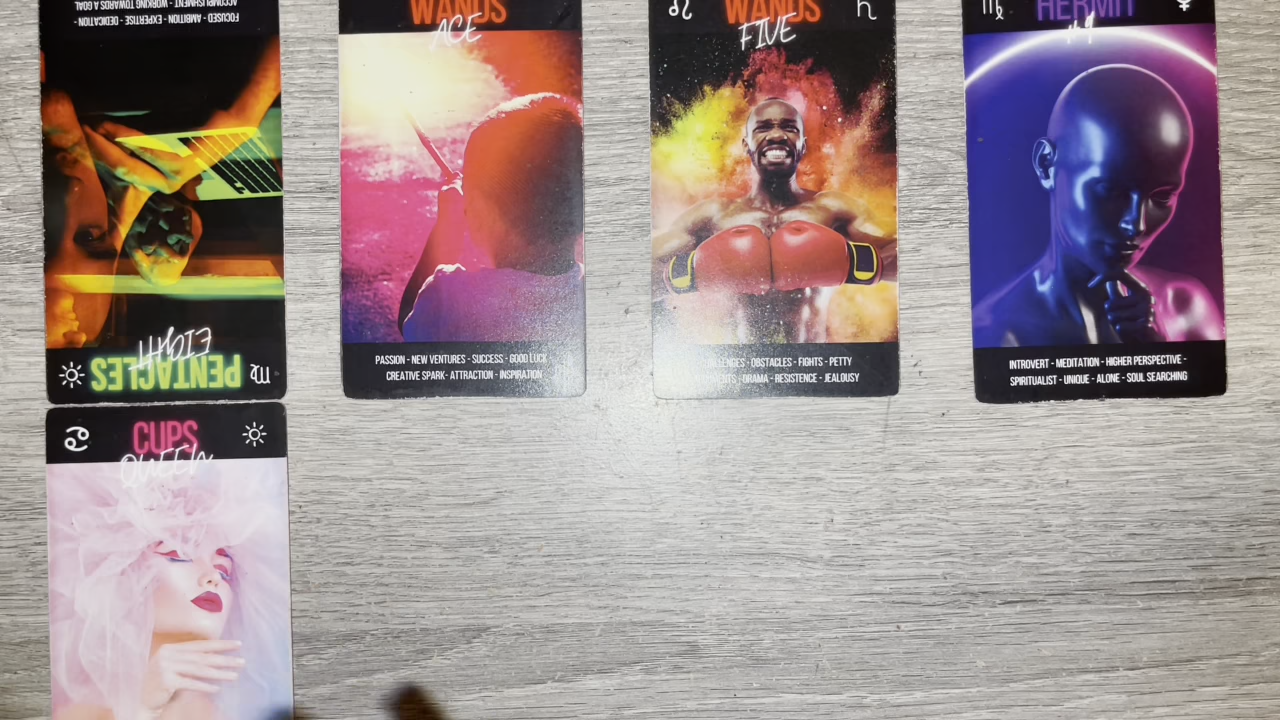 FOCUSED - AMBITION - EXPERTISE - DEDICATION
ACCOMPLISHMENT - WORKING TOWARDS A GOAL
EIGHT
PENTACLES
WANDS
ACE
PASSION - NEW VENTURES - SUCCESS - GOOD LUCK
CREATIVE SPARK- ATTRACTION - INSPIRATION
WANDS
FIVE
CHALLENGES - OBSTACLES - FIGHTS - PETTY
- DRAMA - RESISTENCE - JEALOUSY
HERMIT
INTROVERT - MEDITATION - HIGHER PERSPECTIVE -
SPIRITUALIST - UNIQUE - ALONE - SOUL SEARCHING
CUPS
QUEEN